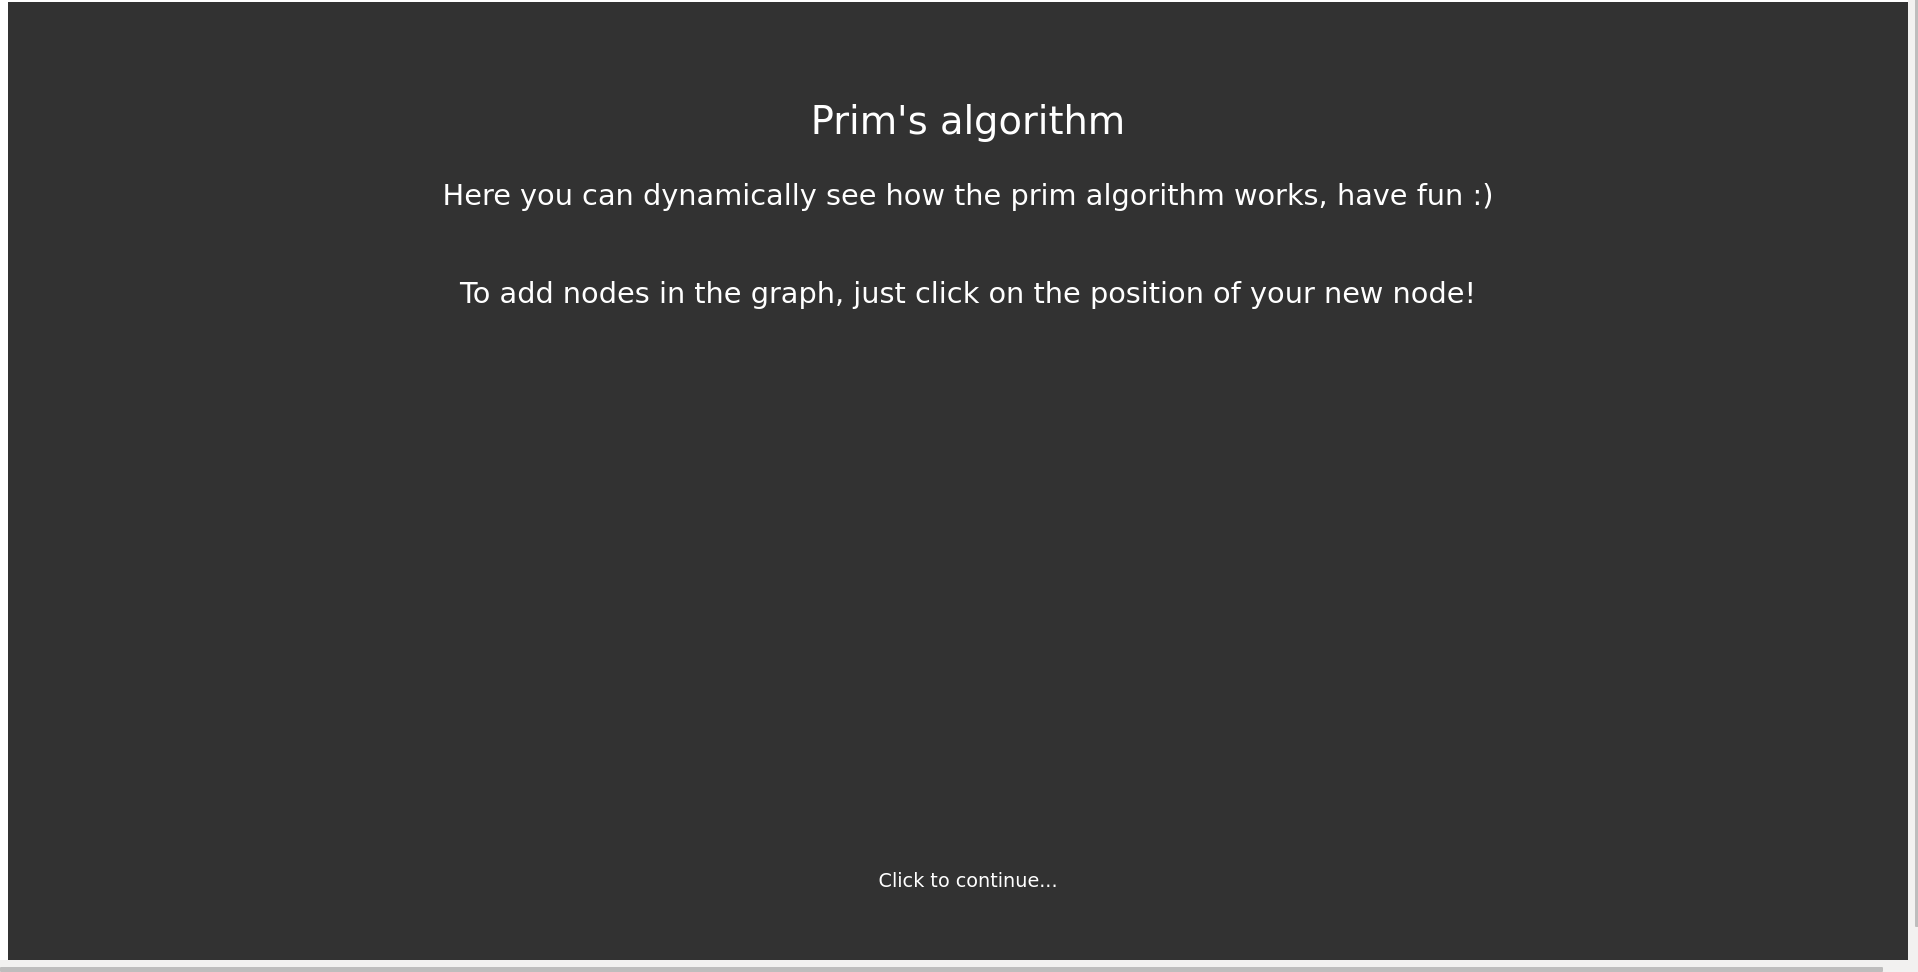 Prim's algorithm
Here you can dynamically see how the prim algorithm works, have fun :)
To add nodes in the graph, just click on the position of your new node!
Click to continue...